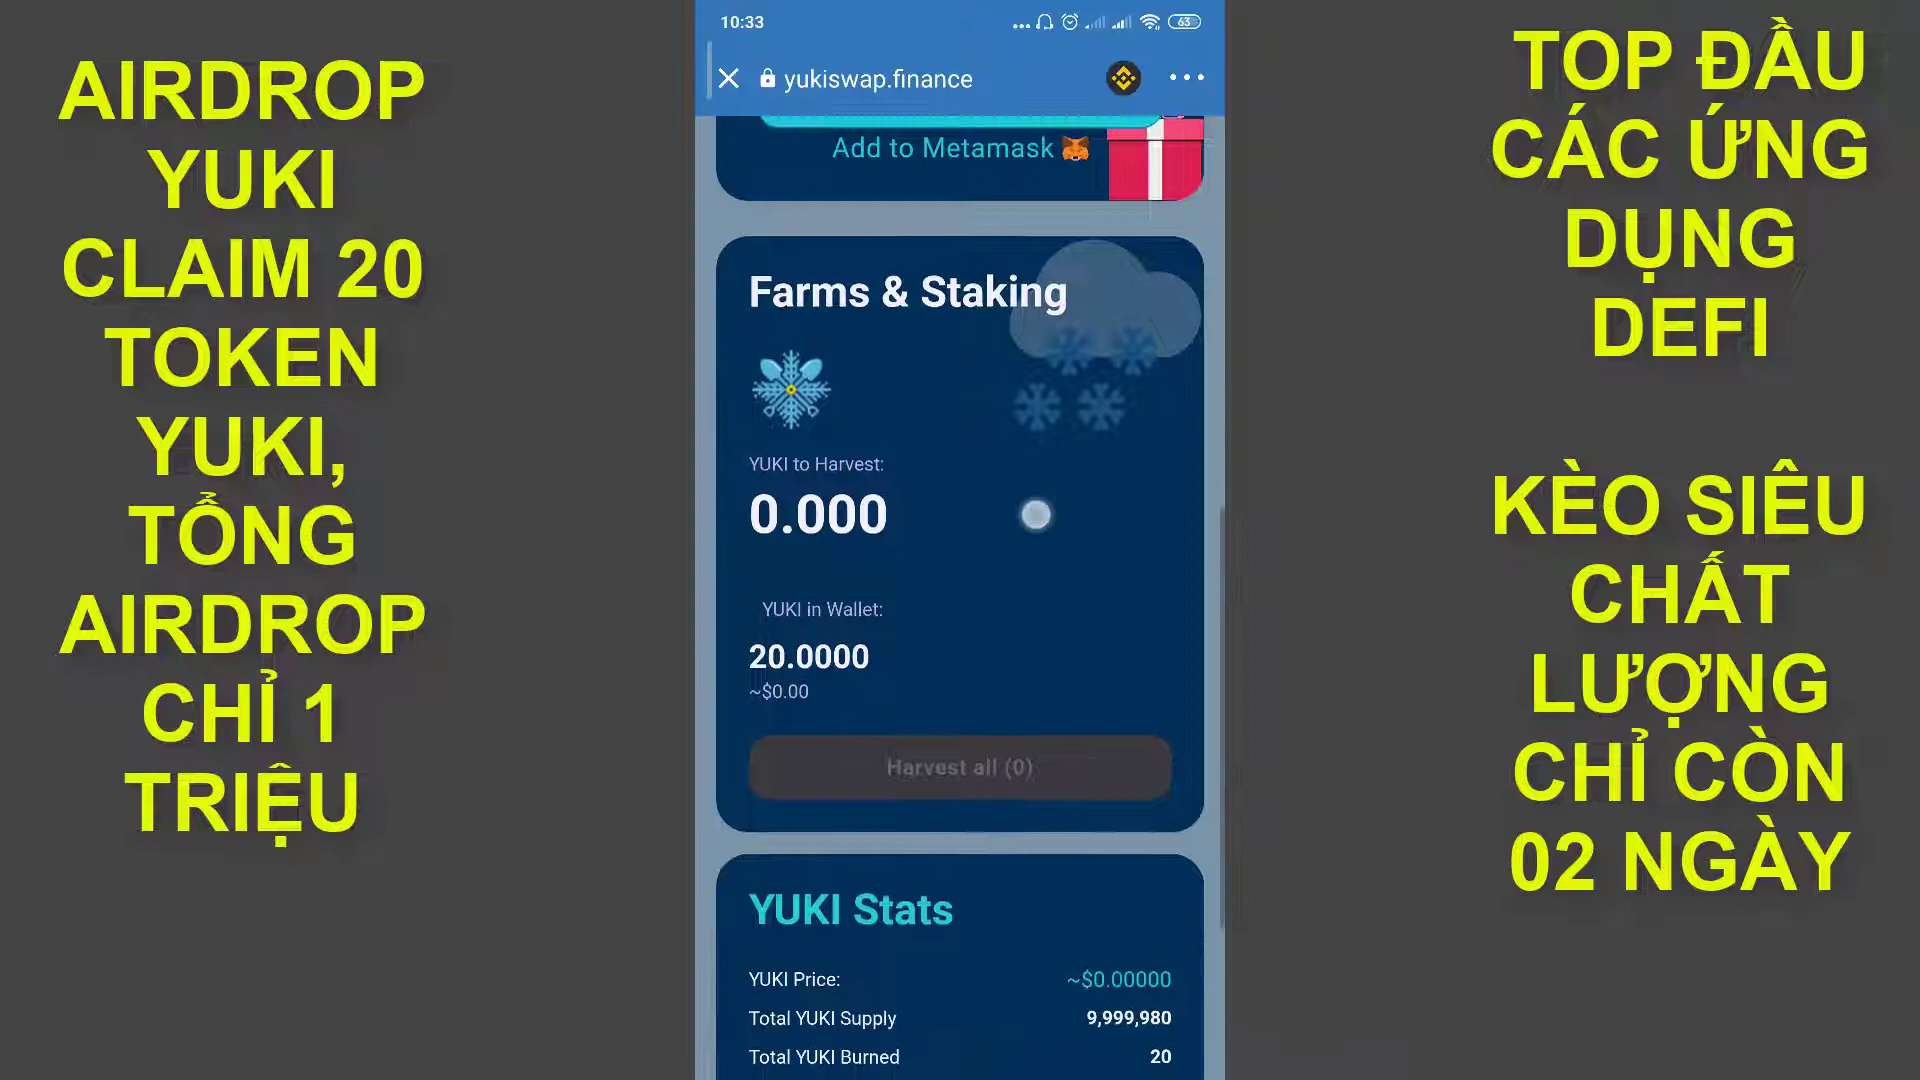 AIRDROP
YUKI
CLAIM 20
TOKEN
YUKI,
TỔNG
AIRDROP
CHỈ 1
TRIỆU
10:33
63
yukiswap.finance
Add to Metamask
Farms & Staking
YUKI to Harvest:
0.000
YUKI in Wallet:
20.0000
~$0.00
Harvest all (0)
YUKI Stats
YUKI Price: ~$0.00000
Total YUKI Supply 9,999,980
Total YUKI Burned 20
TOP ĐẦU
CÁC ỨNG
DỤNG
DEFI
KÈO SIÊU
CHẤT
LƯỢNG
CHỈ CÒN
02 NGÀY